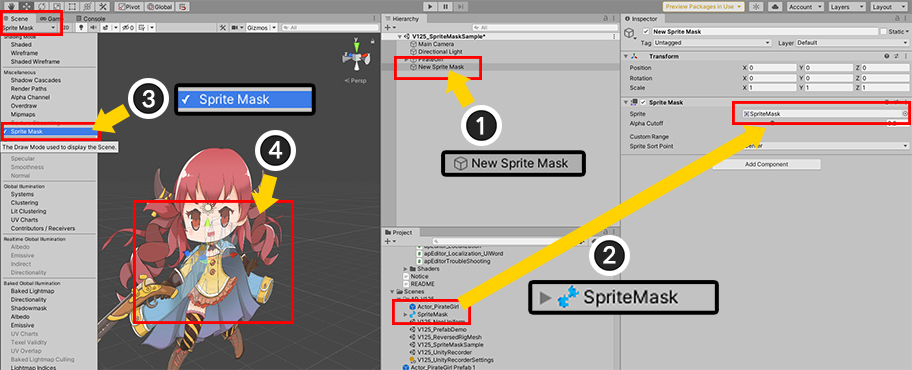 Pivot
Global
Preview Packages in Use
Account
Layers
Layout
Scene
Game
Console
Sprite Mask
2D
Gizmos
All
Shading Mode
Shaded
Wireframe
Shaded Wireframe
Miscellaneous
Shadow Cascades
Render Paths
Alpha Channel
Overdraw
Mipmaps
Sprite Mask
The Draw Mode used to display the Scene.
Specular
Smoothness
Normal
Global Illumination
Systems
Clustering
Lit Clustering
UV Charts
Contributors / Receivers
Realtime Global Illumination
Albedo
Emissive
Indirect
Directionality
Baked Global Illumination
Baked Lightmap
Directionality
Shadowmask
Albedo
Emissive
UV Charts
Texel Validity
UV Overlap
Baked Lightmap Culling
Lightmap Indices
3
Sprite Mask
4
y
x
Persp
Hierarchy
All
V125_SpriteMaskSample*
Main Camera
Directional Light
PirateGirl
New Sprite Mask
1
New Sprite Mask
Project
apEditor_Localization
apEditor_Localization_UIWord
apEditorTroubleShooting
Shaders
Notice
README
Scenes
AP_V125
Actor_PirateGirl
SpriteMask
V125_PrefabDemo
V125_ReversedRigMesh
V125_SpriteMaskSample
V125_UnityRecorder
V125_UnityRecorderSettings
Actor_PirateGirl Prefab 1
Inspector
New Sprite Mask
Static
Tag Untagged
Layer Default
Transform
Position X 0 Y 0 Z 0
Rotation X 0 Y 0 Z 0
Scale X 1 Y 1 Z 1
Sprite Mask
Sprite SpriteMask
Alpha Cutoff
Custom Range
Sprite Sort Point Center
Add Component
2
SpriteMask